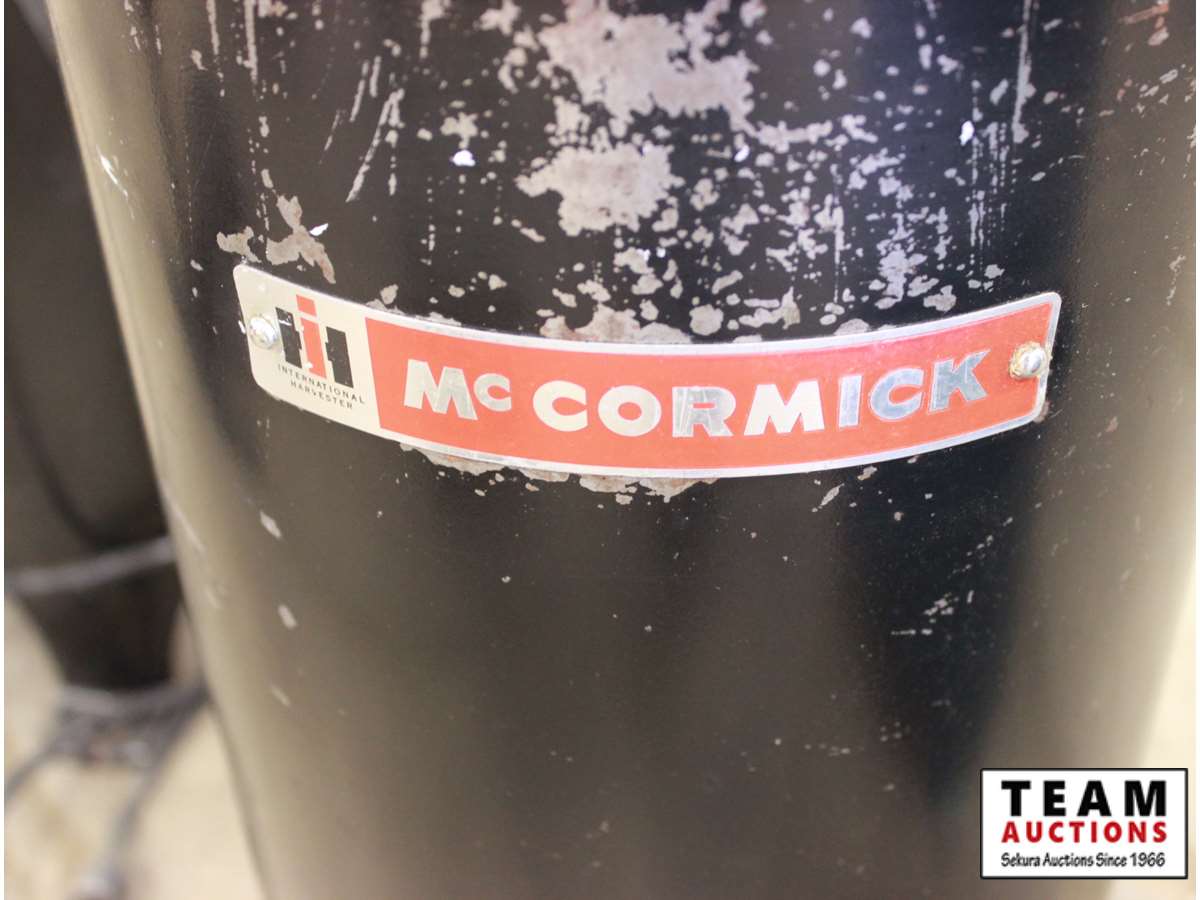 INTERNATIONAL
HARVESTER
McCORMICK
TEAM
AUCTIONS
Sekura Auctions Since 1966